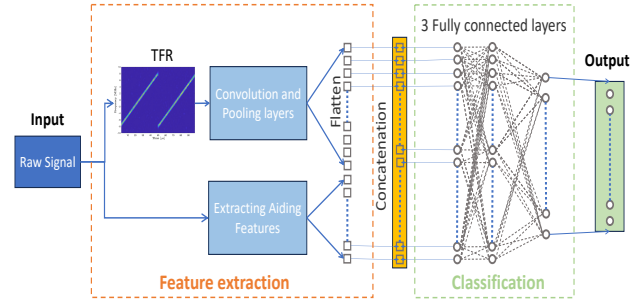 Input
Raw Signal
TFR
Convolution and
Pooling layers
Extracting Aiding
Features
Flatten
Feature extraction
Concatenation
3 Fully connected layers
Classification
Output